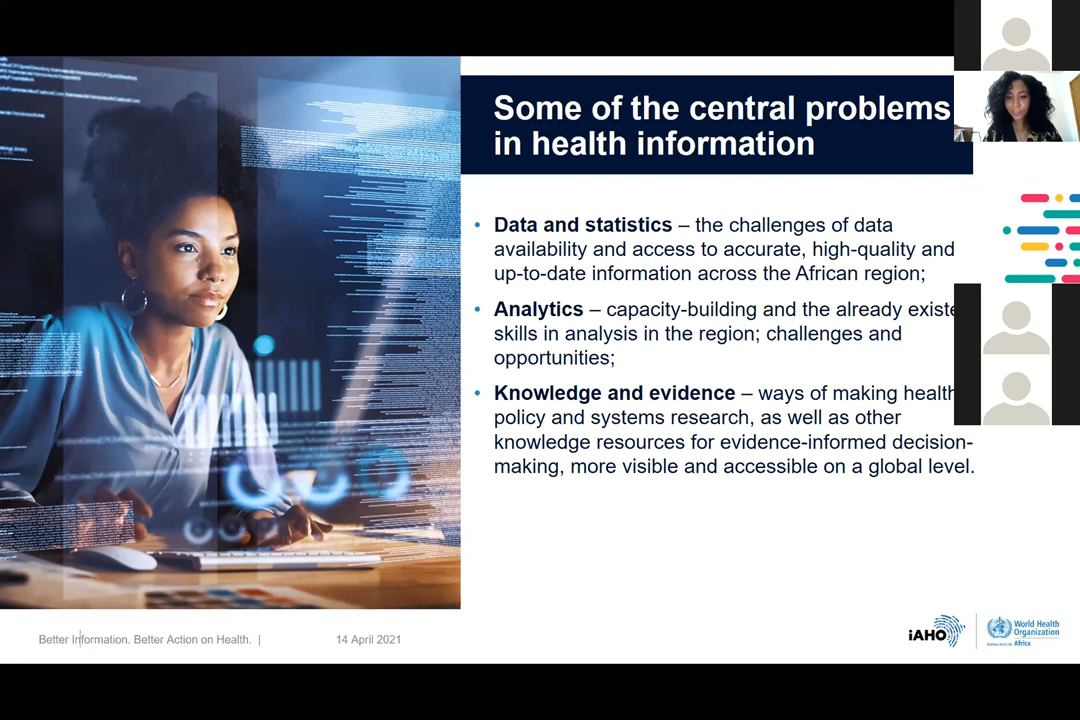 Some of the central problems
in health information
• Data and statistics – the challenges of data
availability and access to accurate, high-quality and
up-to-date information across the African region;
• Analytics – capacity-building and the already existe
skills in analysis in the region; challenges and
opportunities;
• Knowledge and evidence – ways of making health
policy and systems research, as well as other
knowledge resources for evidence-informed decision-
making, more visible and accessible on a global level.
Better Information. Better Action on Health. |
14 April 2021
iAHO
World Health
Organization
Africa